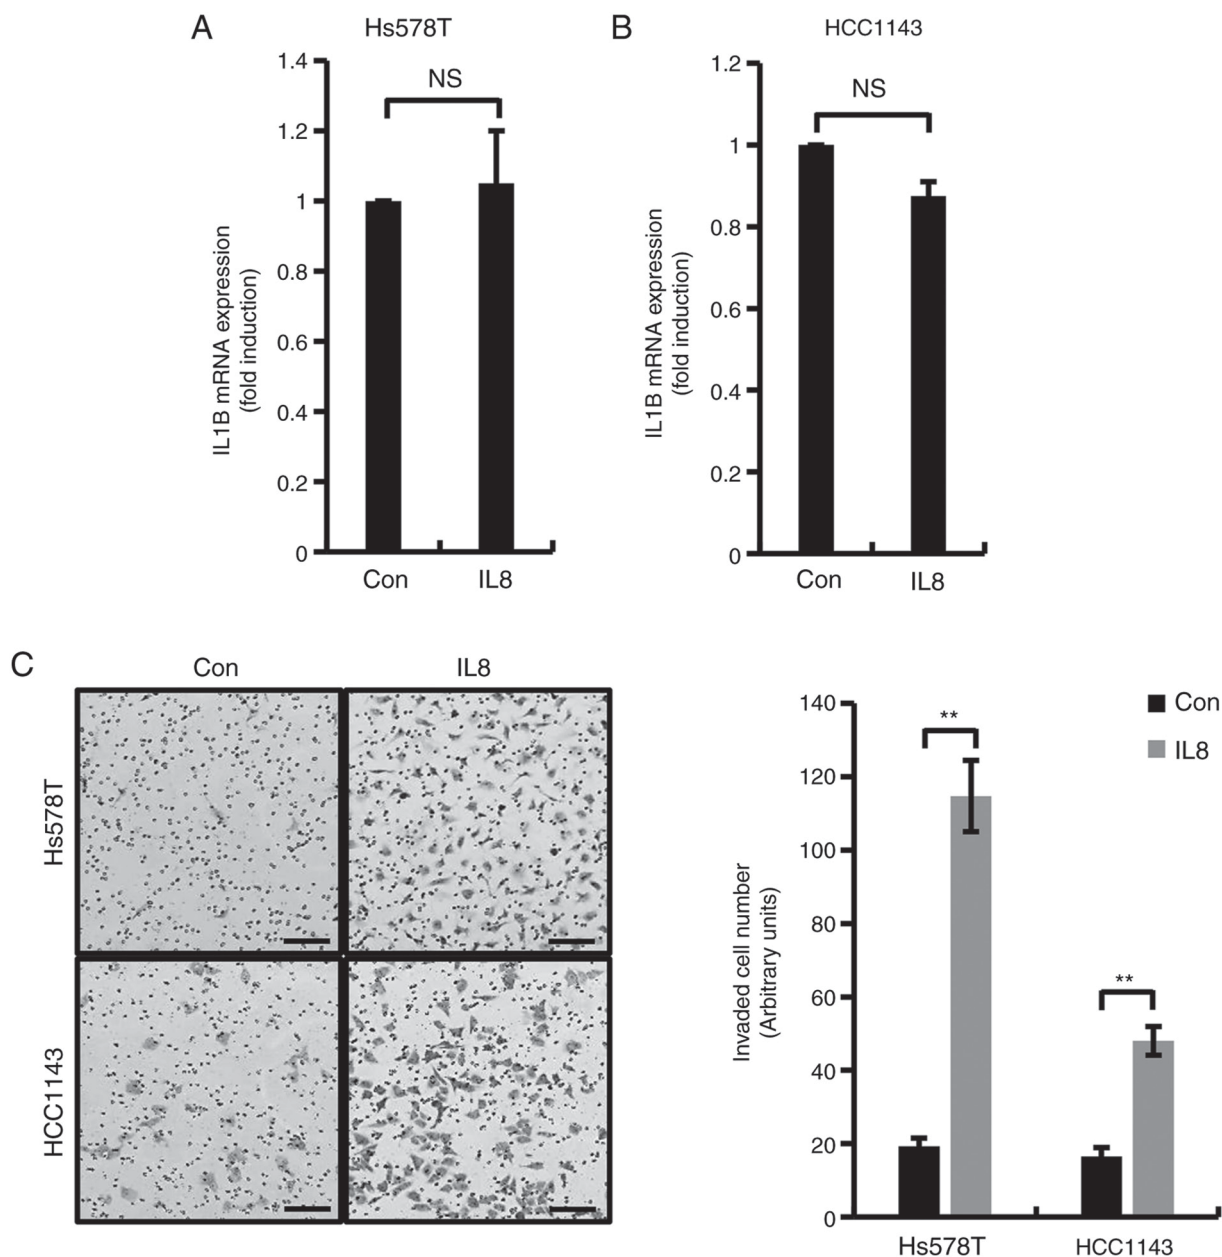 A
Hs578T
1.4
1.2
1
0.8
0.6
0.4
0.2
0
IL1B mRNA expression
(fold induction)
NS
Con
IL8
B
HCC1143
1.2
1
0.8
0.6
0.4
0.2
0
IL1B mRNA expression
(fold induction)
NS
Con
IL8
C
Con
IL8
Hs578T
HCC1143
140
120
100
80
60
40
20
0
Invaded cell number
(Arbitrary units)
**
**
Con
IL8
Hs578T
HCC1143